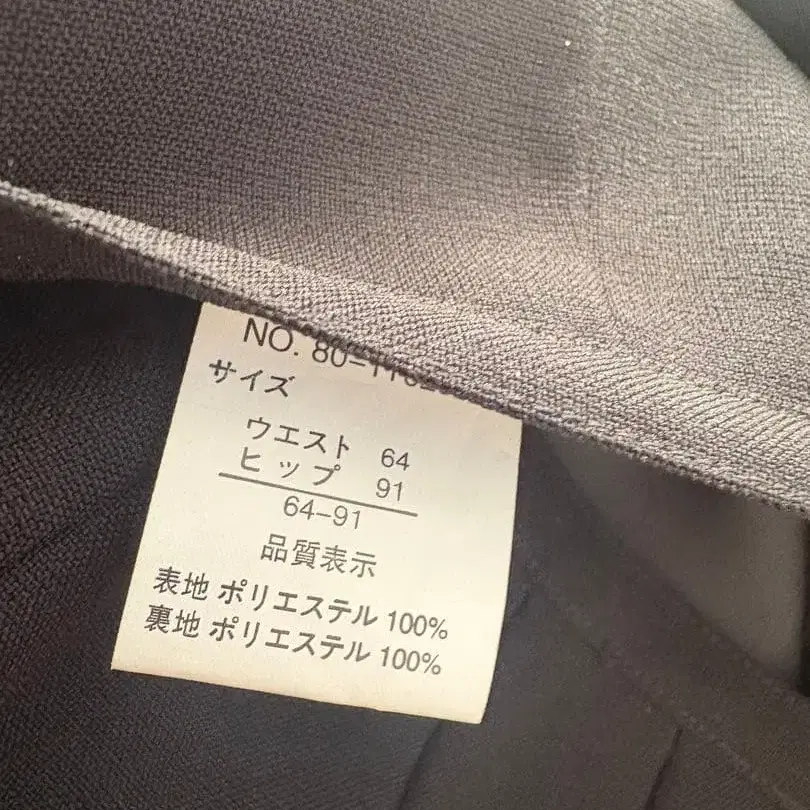 NO. 80-
サイズ
ウエスト 64
ヒップ 91
64-91
品質表示
表地 ポリエステル 100%
裏地 ポリエステル 100%